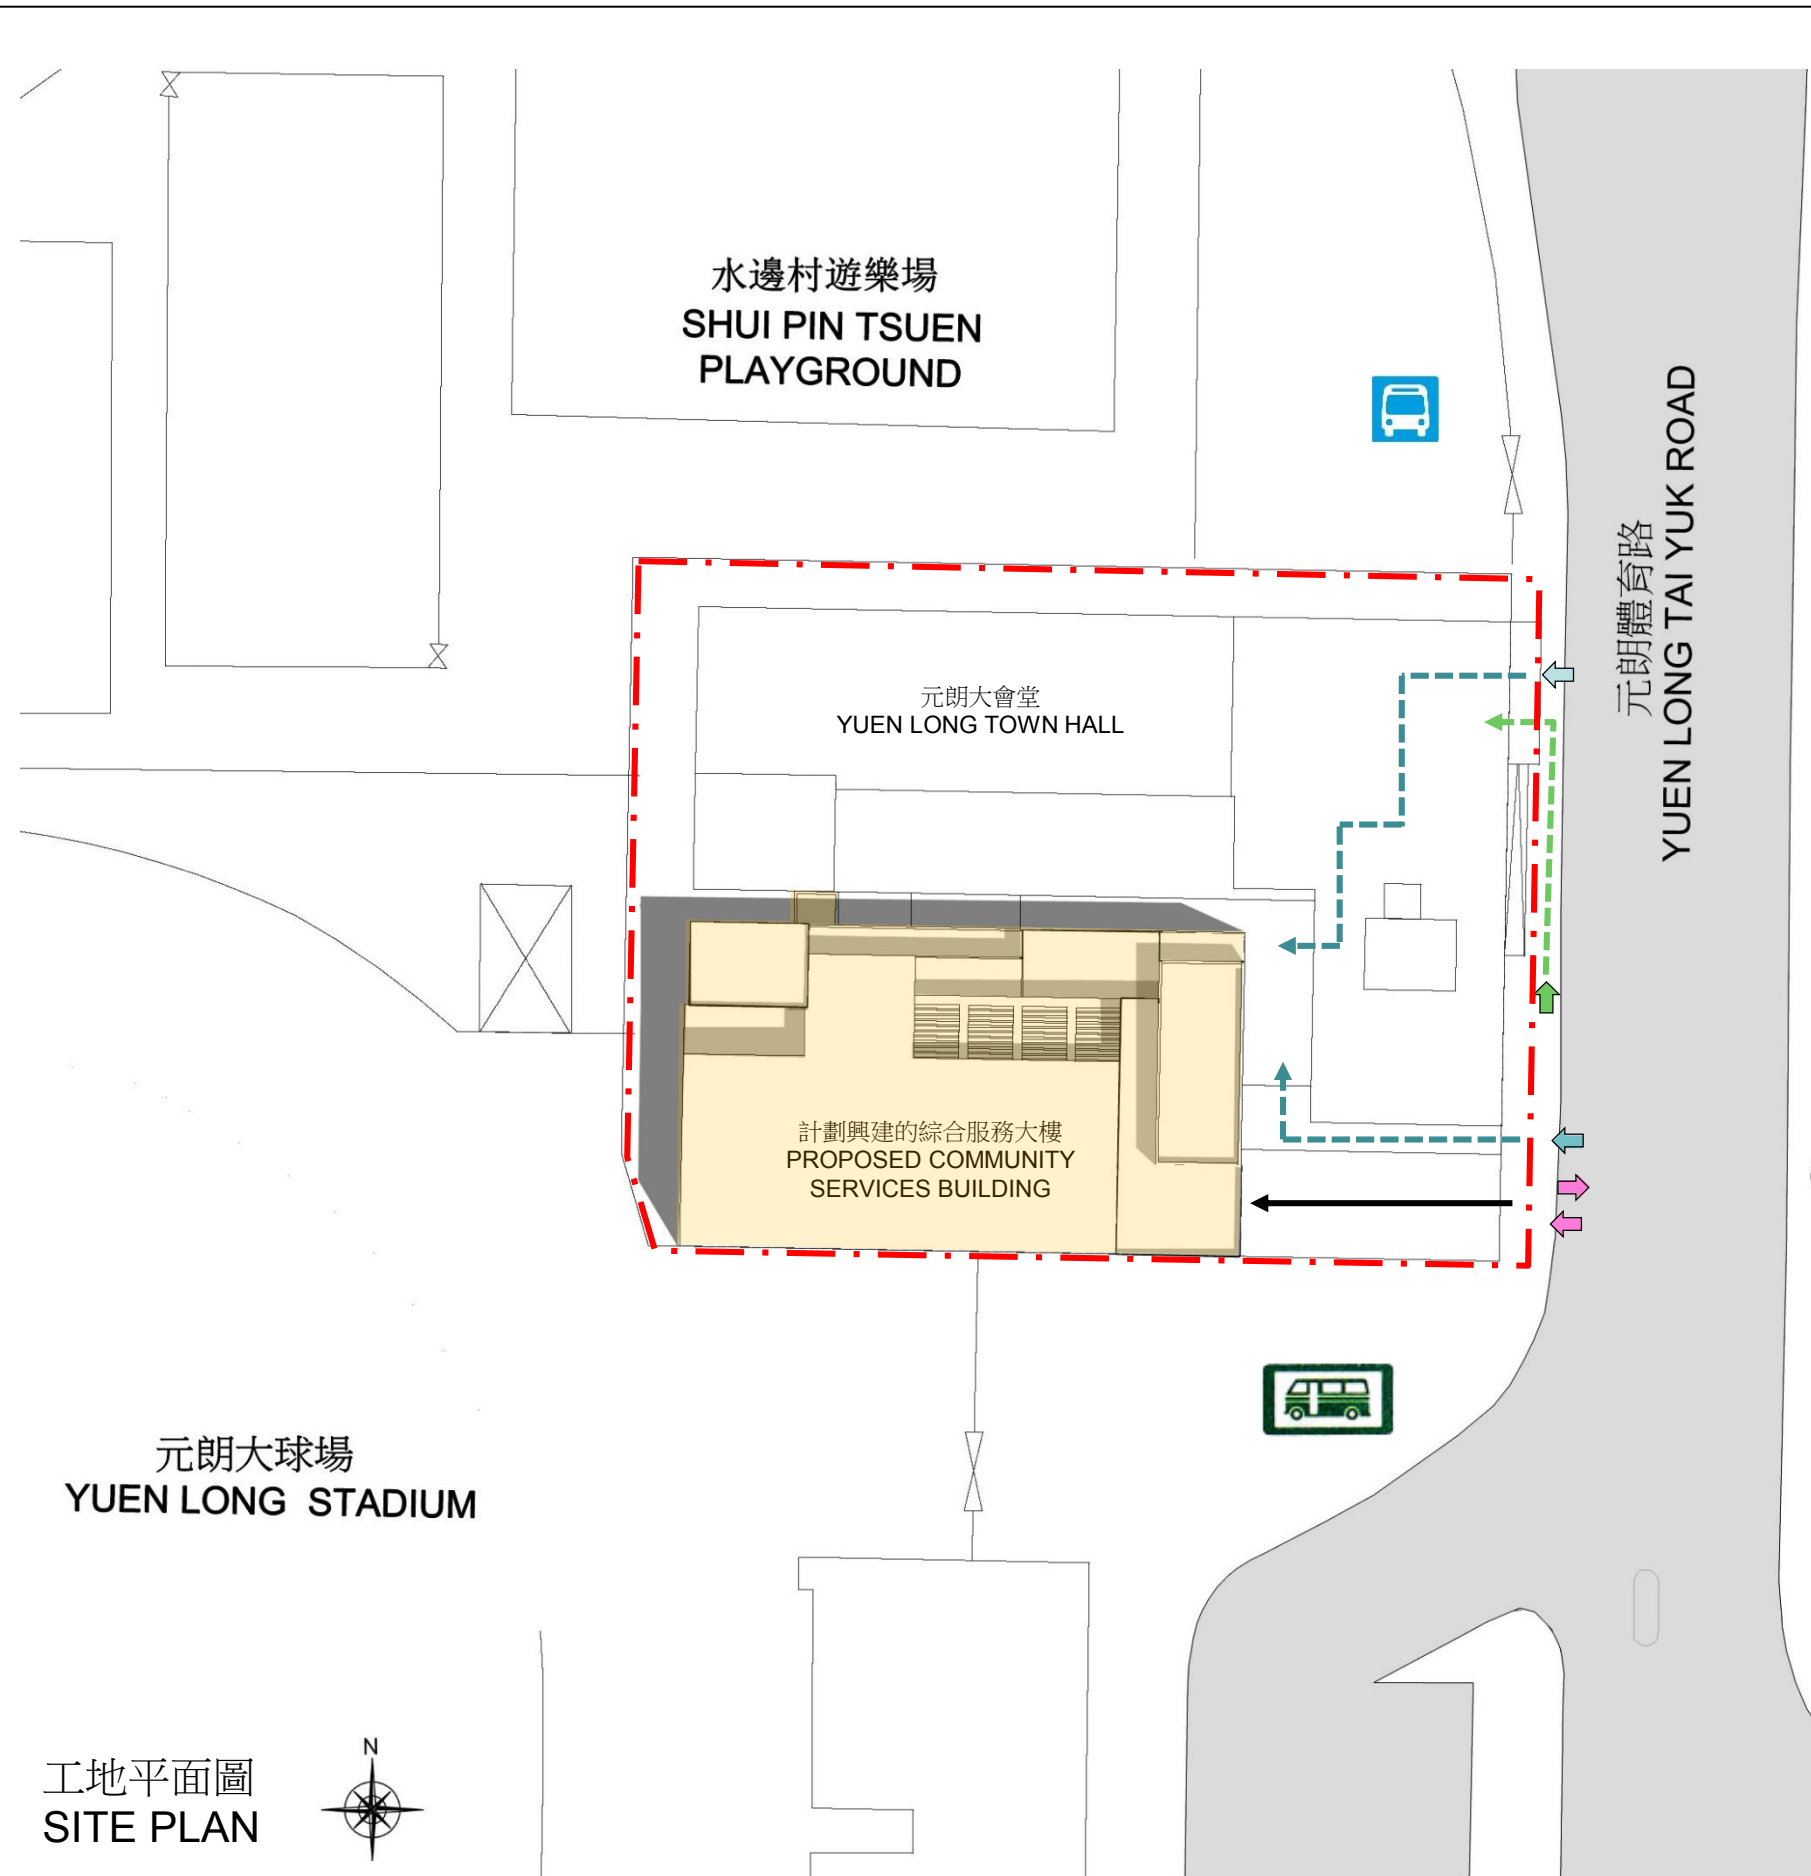 水邊村遊樂場
SHUI PIN TSUEN
PLAYGROUND
元朗體育路
YUEN LONG TAI YUK ROAD
元朗大會堂
YUEN LONG TOWN HALL
計劃興建的綜合服務大樓
PROPOSED COMMUNITY
SERVICES BUILDING
元朗大球場
YUEN LONG STADIUM
N
工地平面圖
SITE PLAN